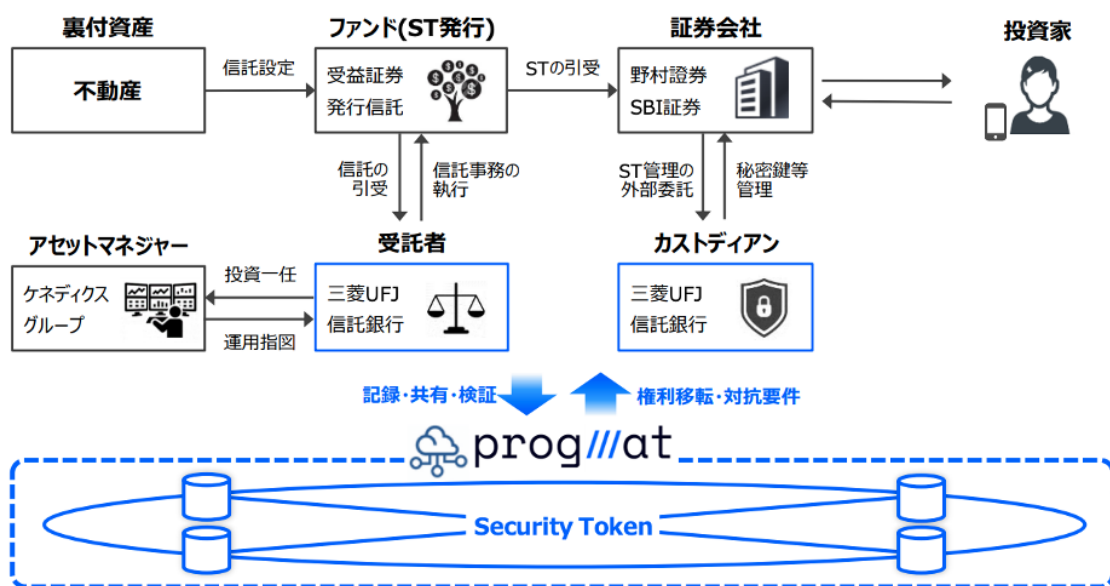 裏付資産
不動産
信託設定
ファンド(ST発行)
受益証券
発行信託
STの引受
証券会社
野村證券
SBI証券
投資家
信託の
引受
信託事務の
執行
ST管理の
外部委託
秘密鍵等
管理
アセットマネジャー
ケネディクス
グループ
投資一任
運用指図
受託者
三菱UFJ
信託銀行
カストディアン
三菱UFJ
信託銀行
記録・共有・検証
権利移転・対抗要件
progmat
Security Token